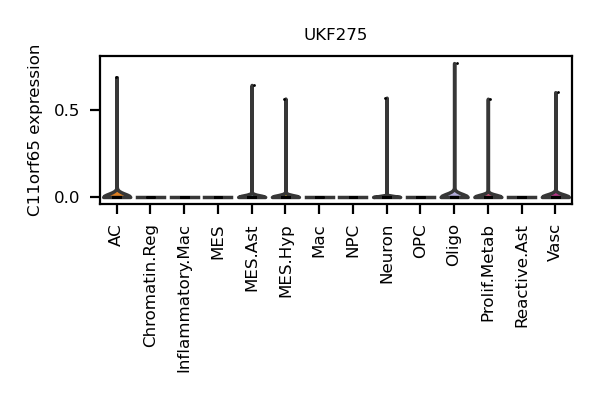 UKF275
C11orf65 expression
0.5
0.0
AC
Chromatin.Reg
Inflammatory.Mac
MES
MES.Ast
MES.Hyp
Mac
NPC
Neuron
OPC
Oligo
Prolif.Metab
Reactive.Ast
Vasc